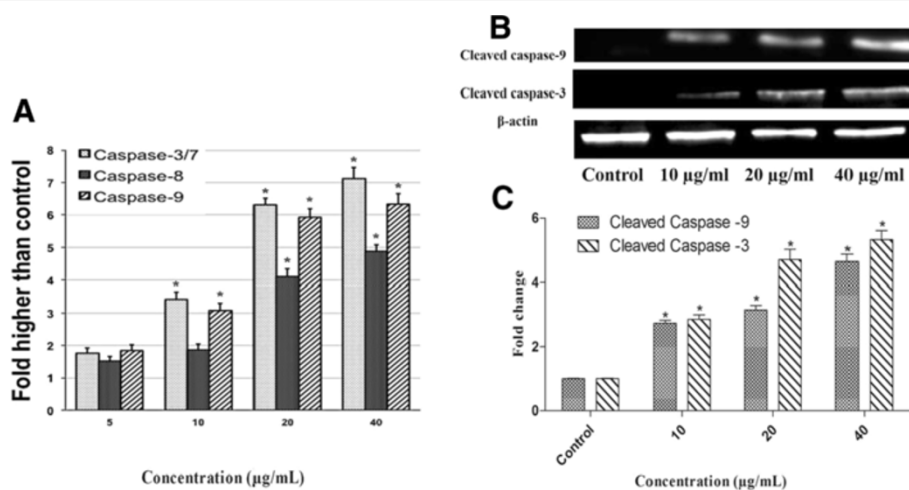 A
Fold higher than control
8
7
6
5
4
3
2
1
0
Caspase-3/7
Caspase-8
Caspase-9
* * * * * * * *
5 10 20 40
Concentration (µg/mL)
B
Cleaved caspase-9
Cleaved caspase-3
β-actin
Control 10 µg/ml 20 µg/ml 40 µg/ml
C
Fold change
6
4
2
0
Cleaved Caspase -9
Cleaved Caspase -3
* * * * * *
Control 10 20 40
Concentration (µg/mL)